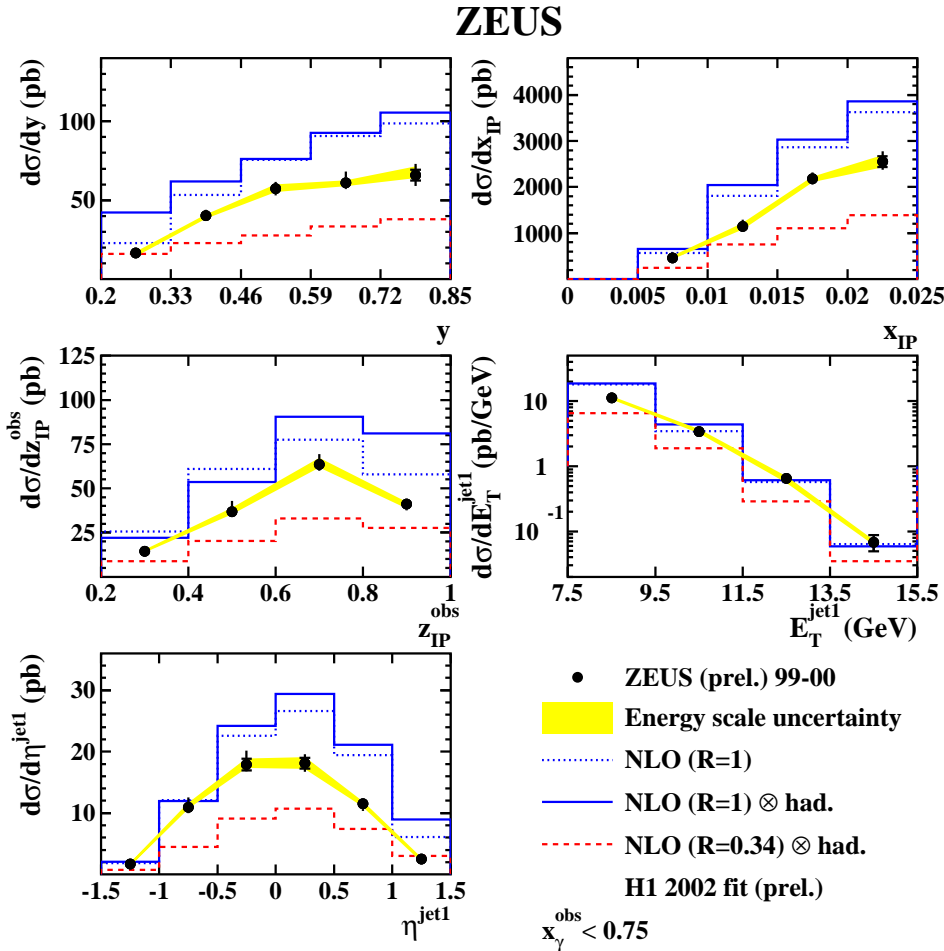 ZEUS
dσ/dy (pb)
100
50
0.2 0.33 0.46 0.59 0.72 0.85
y
dσ/dx_IP (pb)
4000
3000
2000
1000
0 0.005 0.01 0.015 0.02 0.025
x_IP
dσ/dz_IP^obs (pb)
125
100
75
50
25
0.2 0.4 0.6 0.8 1
z_IP^obs
dσ/dE_T^jet1 (pb/GeV)
10
1
10^-1
7.5 9.5 11.5 13.5 15.5
E_T^jet1 (GeV)
dσ/dη^jet1 (pb)
30
20
10
-1.5 -1 -0.5 0 0.5 1 1.5
η^jet1
ZEUS (prel.) 99-00
Energy scale uncertainty
NLO (R=1)
NLO (R=1) ⊗ had.
NLO (R=0.34) ⊗ had.
H1 2002 fit (prel.)
x_γ^obs < 0.75